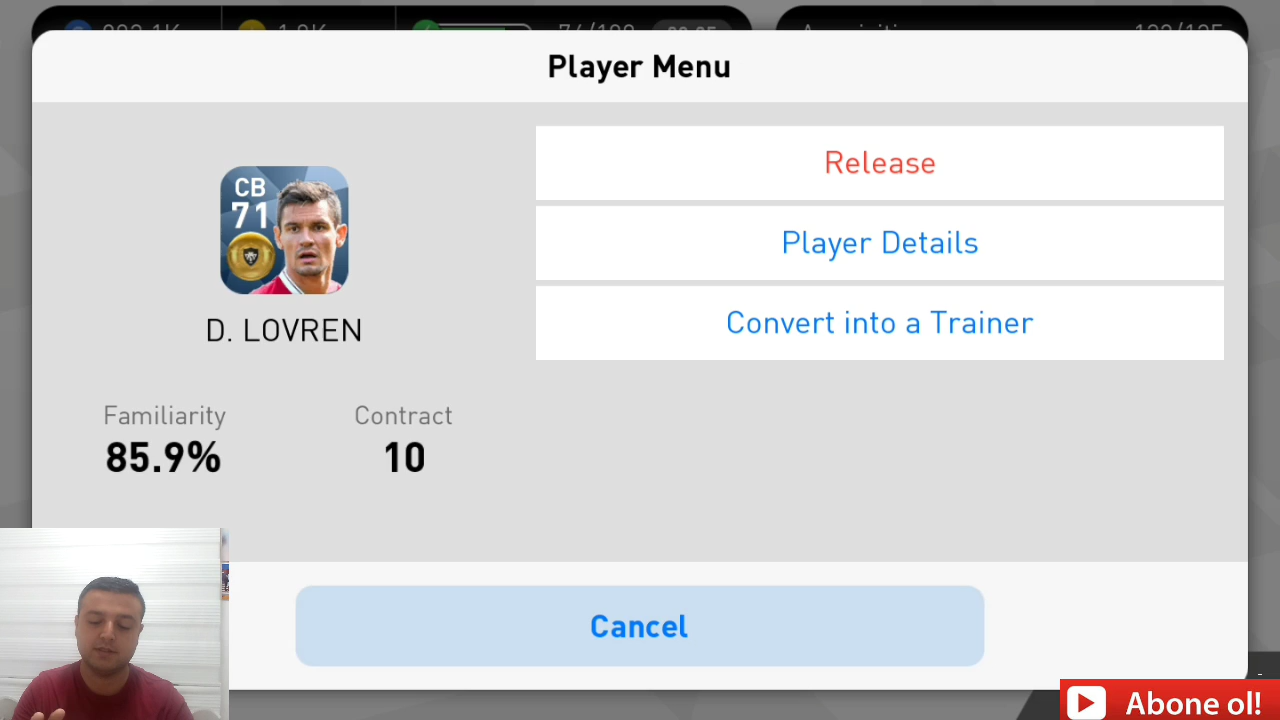 Player Menu
CB
71
D. LOVREN
Familiarity
85.9%
Contract
10
Release
Player Details
Convert into a Trainer
Cancel
Abone ol!